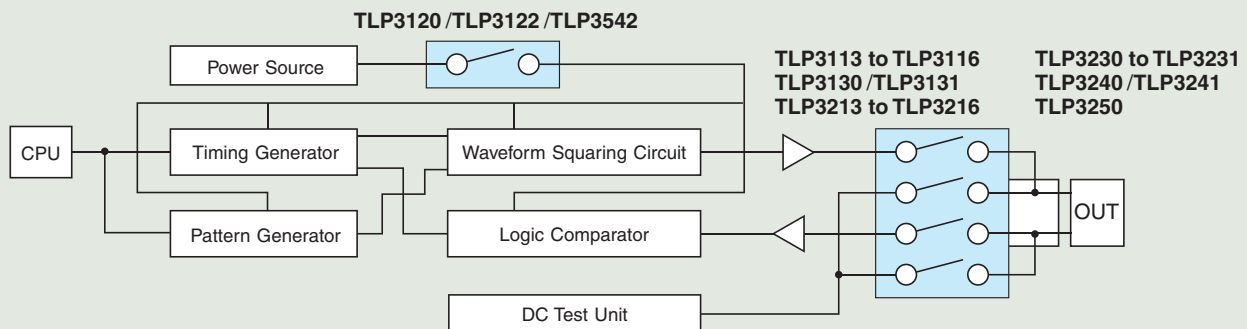 TLP3120 /TLP3122 /TLP3542
Power Source
TLP3113 to TLP3116
TLP3130 /TLP3131
TLP3213 to TLP3216
TLP3230 to TLP3231
TLP3240 /TLP3241
TLP3250
CPU
Timing Generator
Waveform Squaring Circuit
Pattern Generator
Logic Comparator
OUT
DC Test Unit